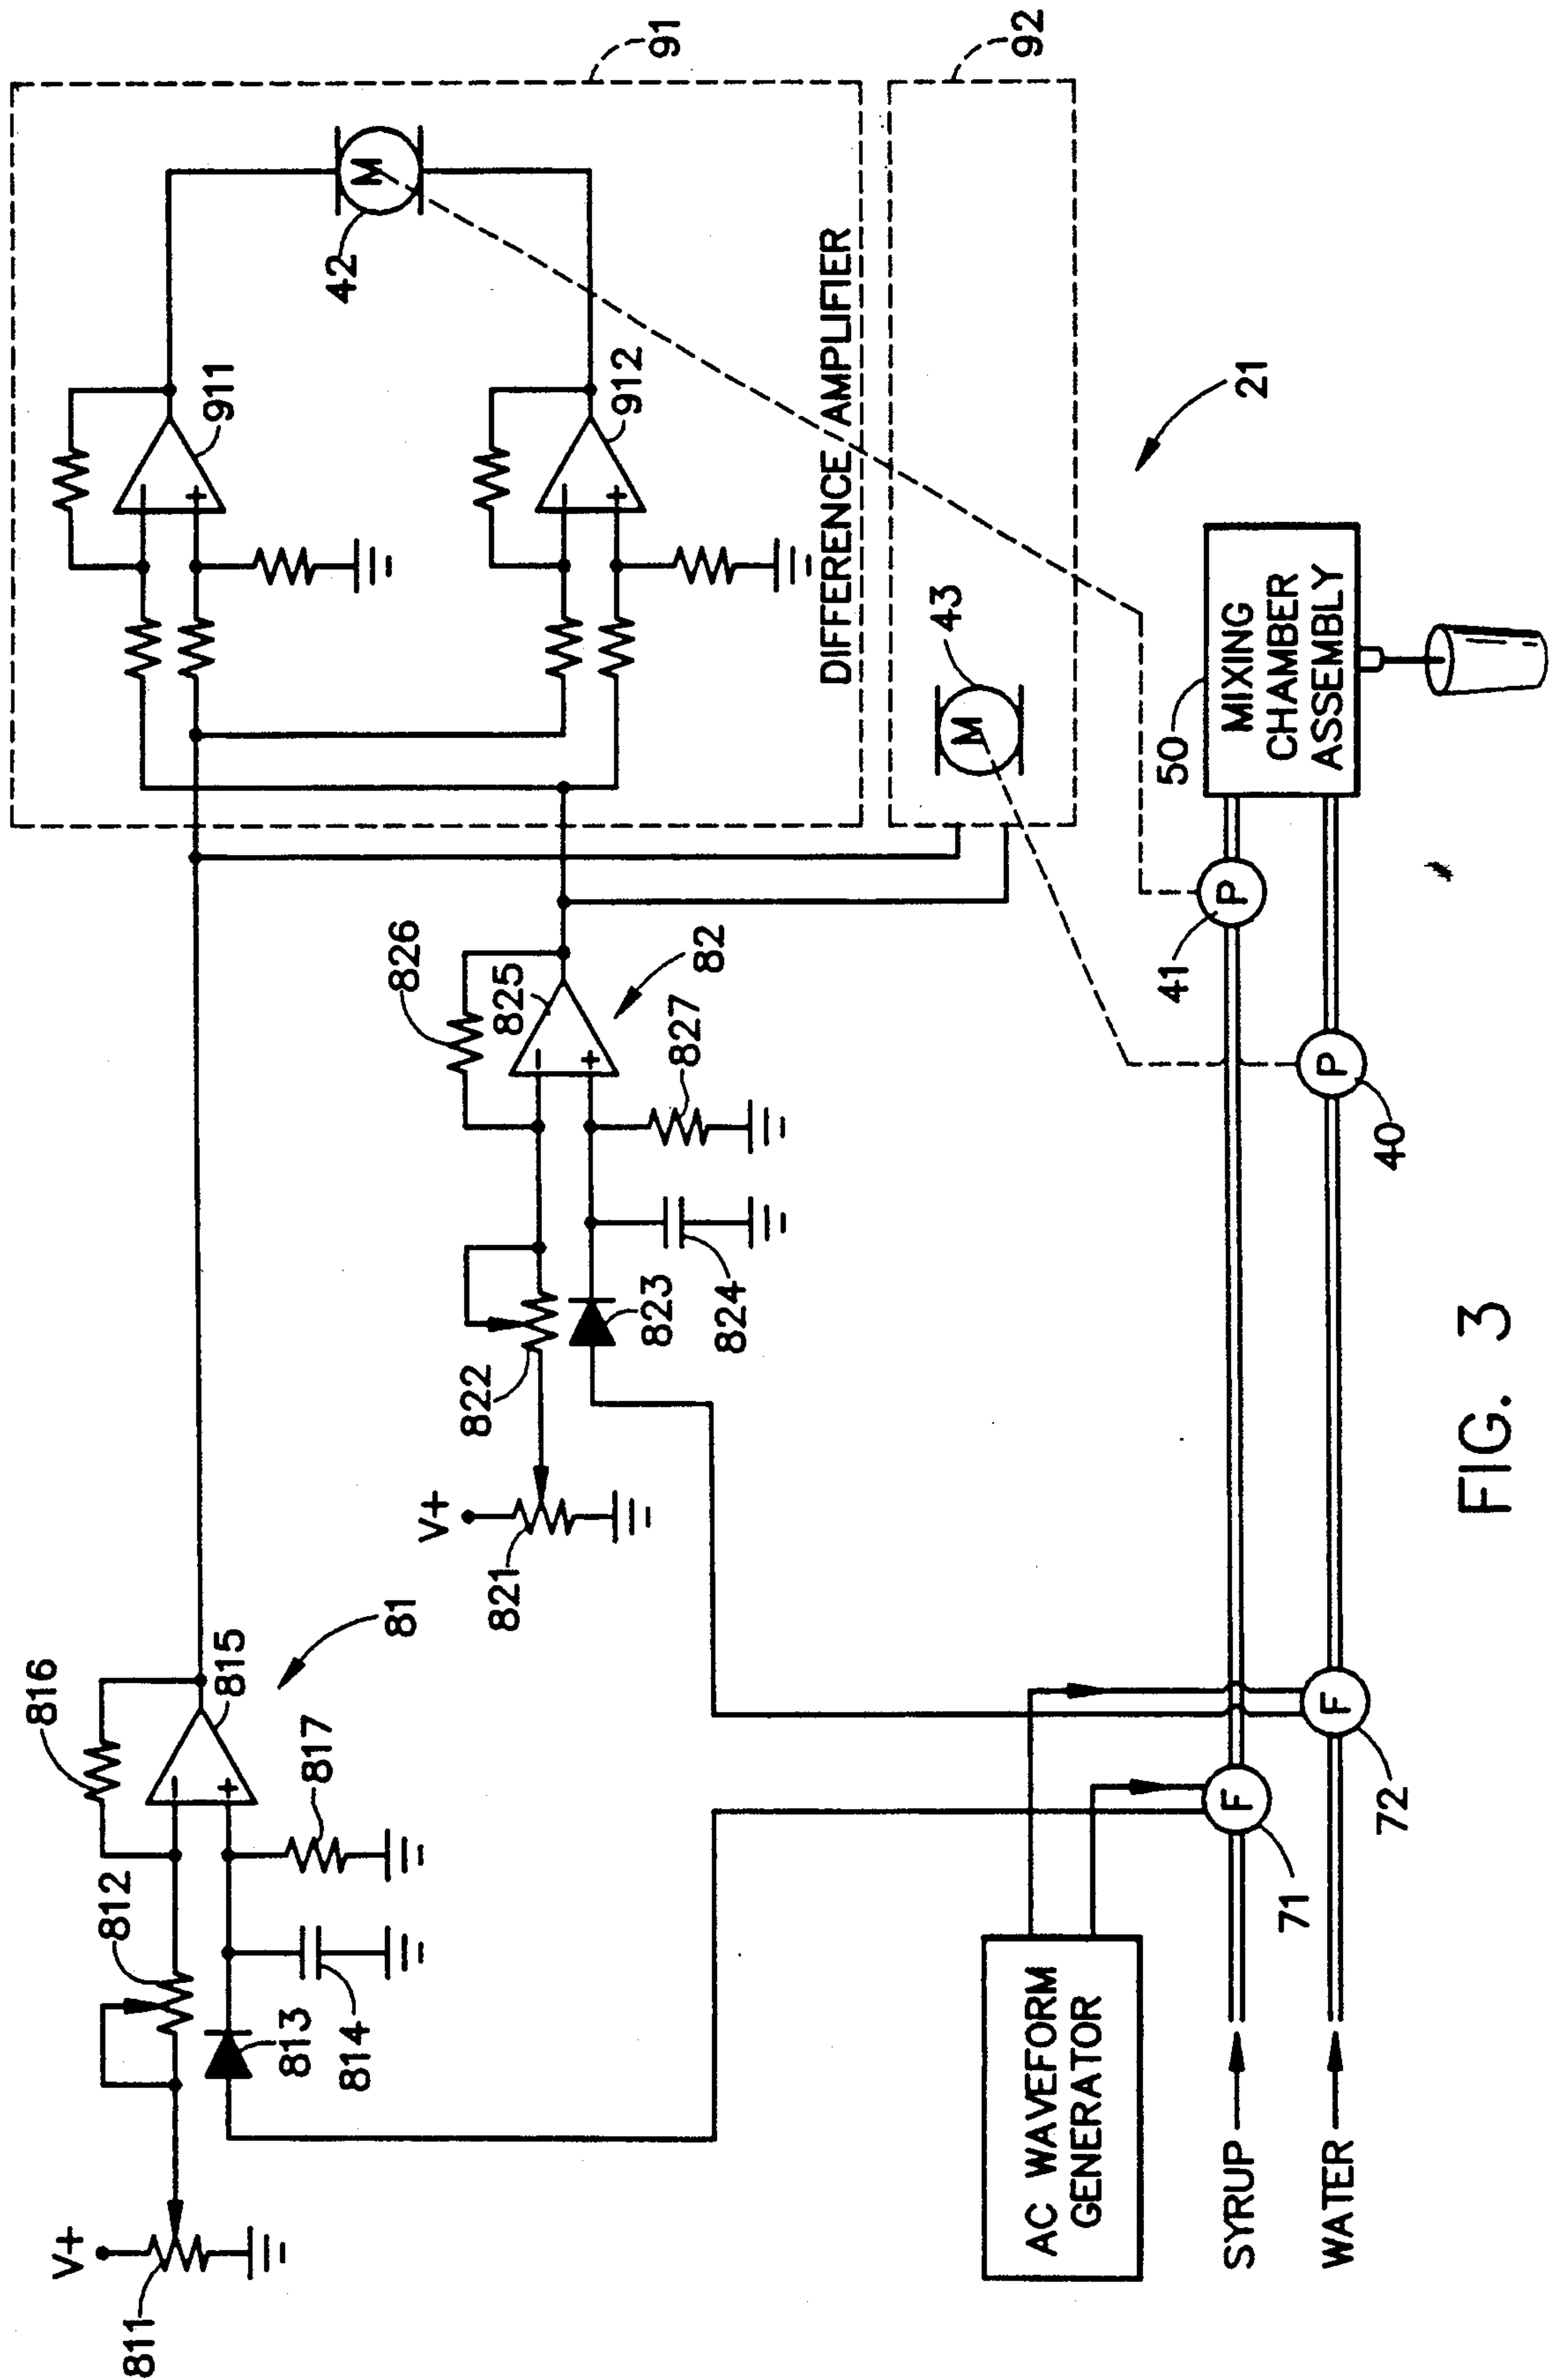 91
92
M
42
911
912
DIFFERENCE AMPLIFIER
21
43
M
MIXING
CHAMBER
ASSEMBLY
50
P
41
P
40
826
825
82
827
824
823
822
V+
821
81
816
815
817
812
813
814
V+
811
F
72
F
71
AC WAVEFORM
GENERATOR
SYRUP
WATER
+
−
+
−
+
−
+
−
FIG. 3